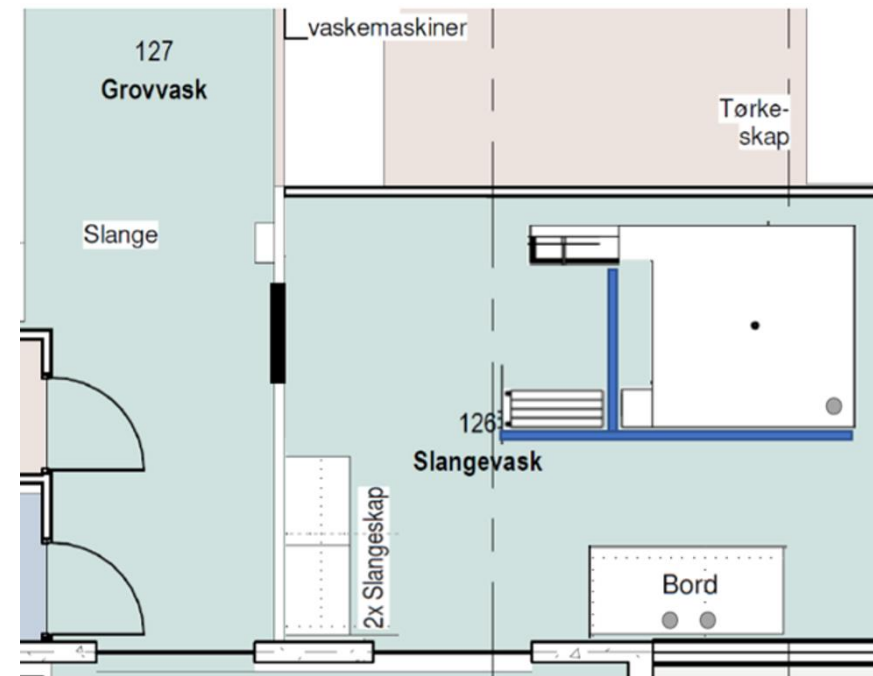 vaskemaskiner
127
Grovvask
Tørke-
skap
Slange
126
Slangevask
2x Slangeskap
Bord